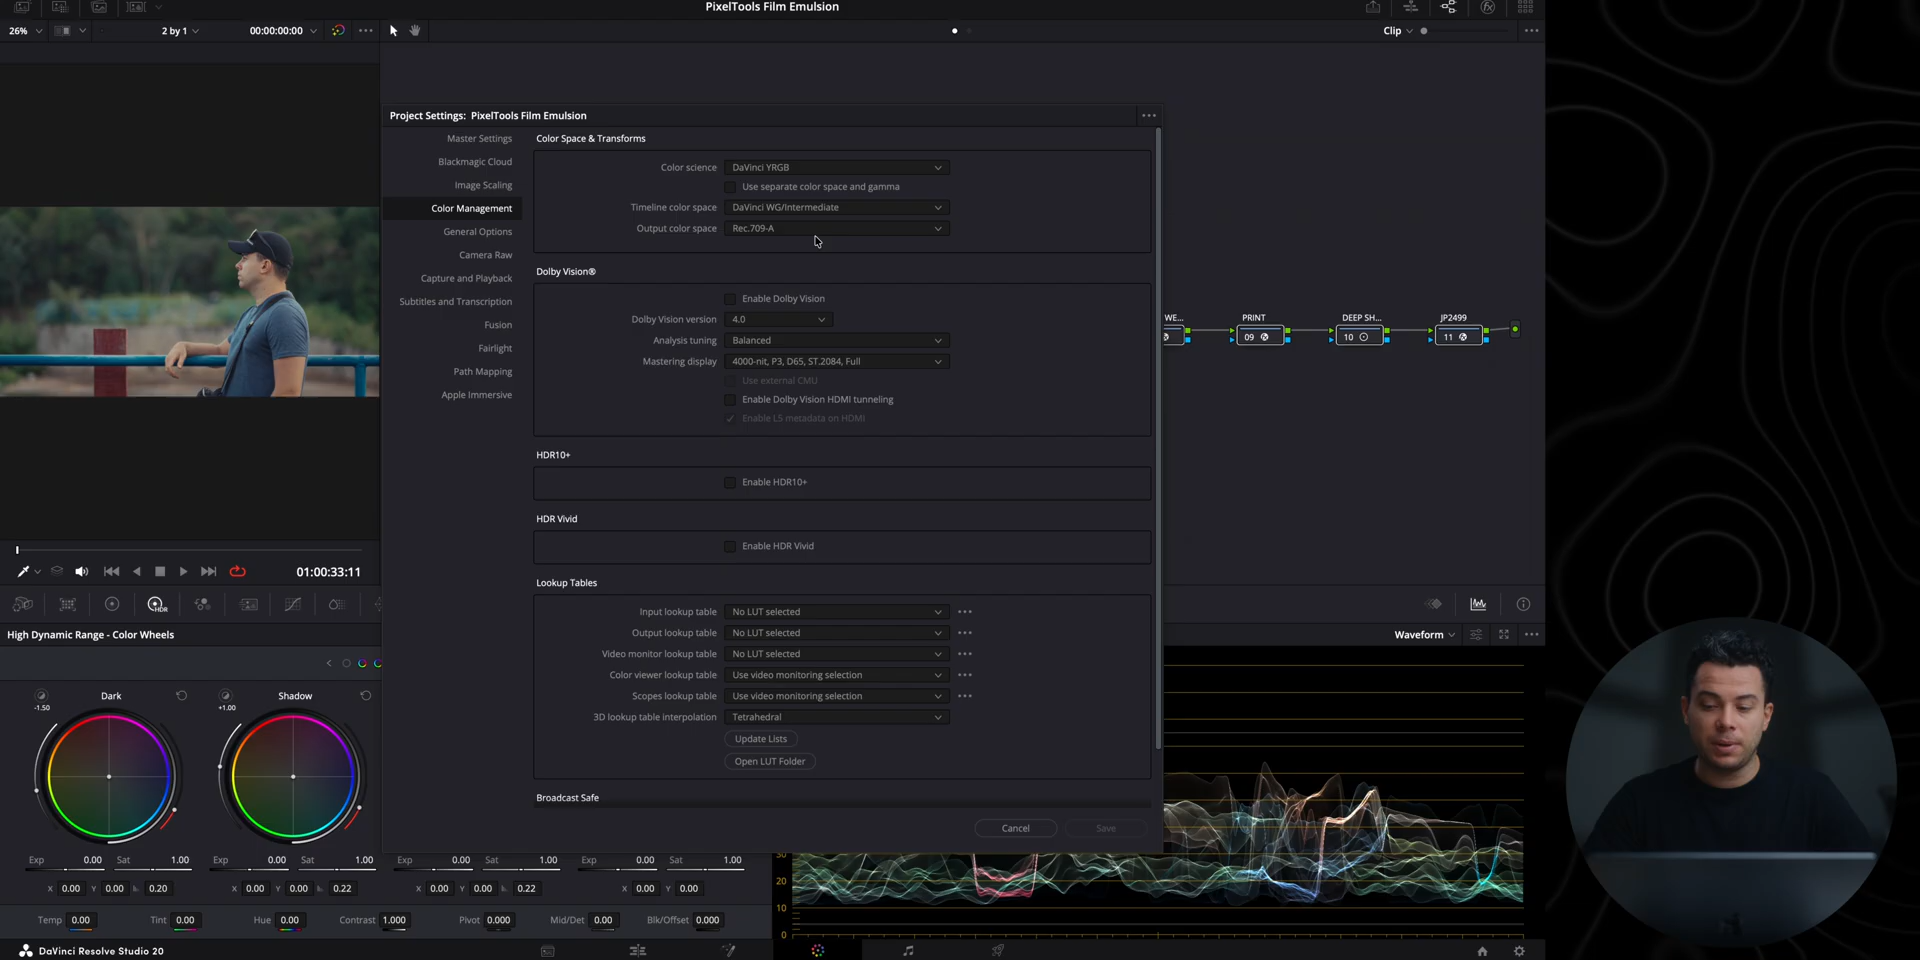 PixelTools Film Emulsion
26%
2 by 1
00:00:00:00
Clip
Project Settings: PixelTools Film Emulsion
Master Settings
Blackmagic Cloud
Image Scaling
Color Management
General Options
Camera Raw
Capture and Playback
Subtitles and Transcription
Fusion
Fairlight
Path Mapping
Apple Immersive
Color Space & Transforms
Color science DaVinci YRGB
Use separate color space and gamma
Timeline color space DaVinci WG/Intermediate
Output color space Rec.709-A
Dolby Vision®
Enable Dolby Vision
Dolby Vision version 4.0
Analysis tuning Balanced
Mastering display 4000-nit, P3, D65, ST.2084, Full
Use external CMU
Enable Dolby Vision HDMI tunneling
Enable L5 metadata on HDMI
HDR10+
Enable HDR10+
HDR Vivid
Enable HDR Vivid
Lookup Tables
Input lookup table No LUT selected
Output lookup table No LUT selected
Video monitor lookup table No LUT selected
Color viewer lookup table Use video monitoring selection
Scopes lookup table Use video monitoring selection
3D lookup table interpolation Tetrahedral
Update Lists
Open LUT Folder
Broadcast Safe
Cancel Save
WE... PRINT DEEP SH... JP2499
09 10 11
01:00:33:11
HDR
High Dynamic Range - Color Wheels
Waveform
Dark Shadow
-1.50 +1.00
Exp 0.00 Sat 1.00 Exp 0.00 Sat 1.00 Exp 0.00 Sat 1.00 Exp 0.00 Sat 1.00
X 0.00 Y 0.00 0.20 X 0.00 Y 0.00 0.22 X 0.00 Y 0.00 0.22 X 0.00 Y 0.00
Temp 0.00 Tint 0.00 Hue 0.00 Contrast 1.000 Pivot 0.000 Mid/Det 0.00 Blk/Offset 0.000
30
20
10
0
DaVinci Resolve Studio 20